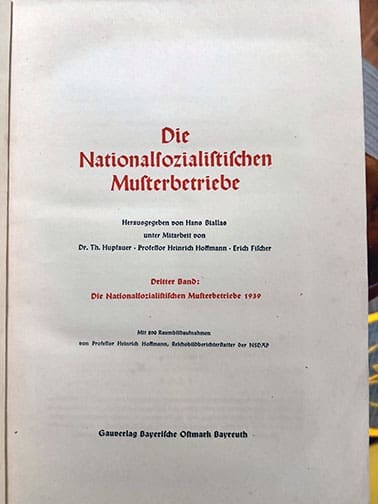 Die
Nationalsozialistischen
Musterbetriebe
Herausgegeben von Hans Biallas
unter Mitarbeit von
Dr. Th. Hupfauer · Professor Heinrich Hoffmann · Erich Fischer
Dritter Band:
Die Nationalsozialistischen Musterbetriebe 1939
Mit 200 Raumbildaufnahmen
von Professor Heinrich Hoffmann, Reichsbildberichterstatter der NSDAP
Gauverlag Bayerische Ostmark Bayreuth